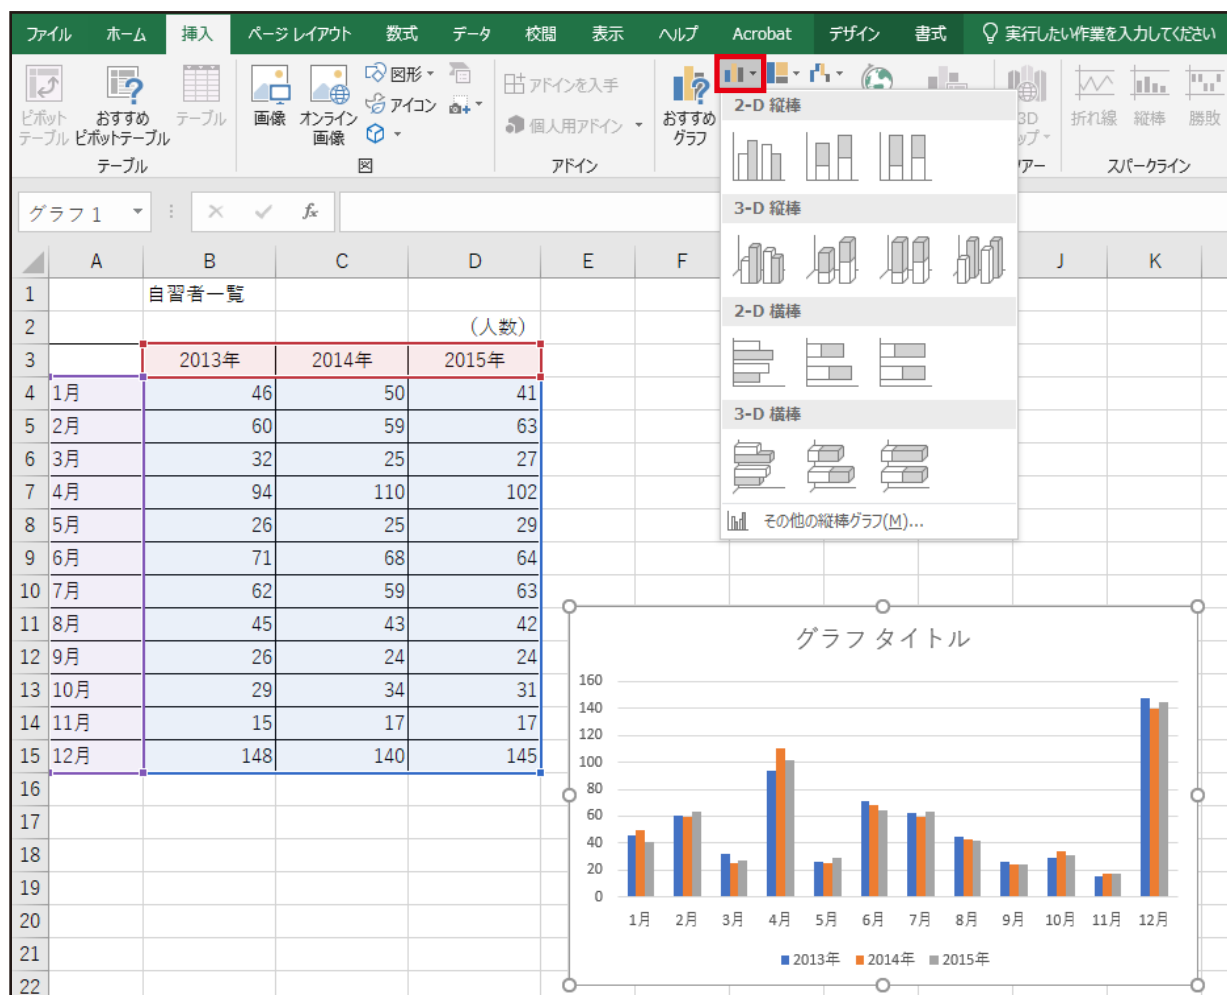 ファイル ホーム 挿入 ページ レイアウト 数式 データ 校閲 表示 ヘルプ Acrobat デザイン 書式 実行したい作業を入力してください
ピボット
テーブル
おすすめ
ピボットテーブル
テーブル
テーブル
画像
オンライン
画像
図形
アイコン
図
アドインを入手
個人用アドイン
アドイン
おすすめ
グラフ
3D
ップ
アー
折れ線
縦棒
勝敗
スパークライン
2-D 縦棒
3-D 縦棒
2-D 横棒
3-D 横棒
その他の縦棒グラフ(M)...
グラフ 1 fx
A B C D E F J K
1 自習者一覧
2 （人数）
3 2013年 2014年 2015年
4 1月 46 50 41
5 2月 60 59 63
6 3月 32 25 27
7 4月 94 110 102
8 5月 26 25 29
9 6月 71 68 64
10 7月 62 59 63
11 8月 45 43 42
12 9月 26 24 24
13 10月 29 34 31
14 11月 15 17 17
15 12月 148 140 145
16
17
18
19
20
21
22
グラフ タイトル
160
140
120
100
80
60
40
20
0
1月 2月 3月 4月 5月 6月 7月 8月 9月 10月 11月 12月
2013年 2014年 2015年